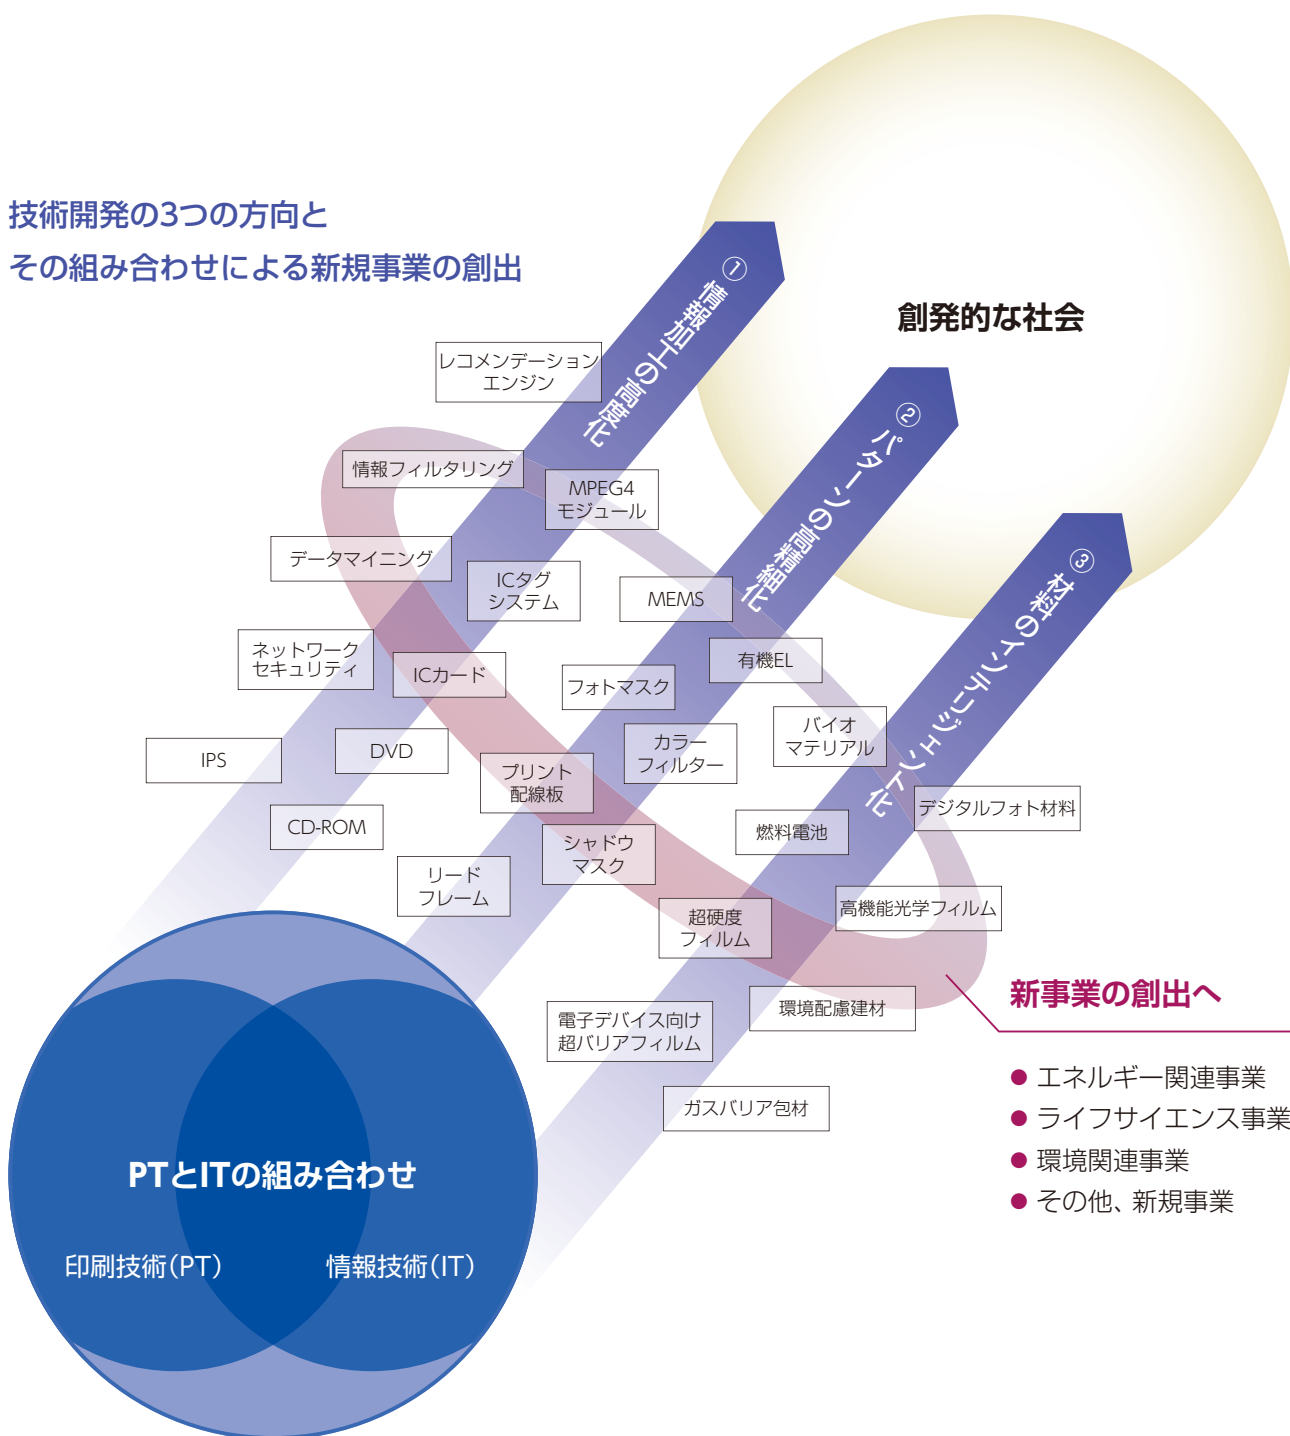 技術開発の3つの方向と
その組み合わせによる新規事業の創出
創発的な社会
①情報加工の高度化
②パターンの高精細化
③材料のインテリジェント化
レコメンデーション
エンジン
情報フィルタリング
MPEG4
モジュール
データマイニング
ICタグ
システム
MEMS
ネットワーク
セキュリティ
ICカード
フォトマスク
有機EL
IPS
DVD
プリント
配線板
カラー
フィルター
バイオ
マテリアル
CD-ROM
シャドウ
マスク
燃料電池
デジタルフォト材料
リード
フレーム
超硬度
フィルム
高機能光学フィルム
電子デバイス向け
超バリアフィルム
環境配慮建材
ガスバリア包材
新事業の創出へ
● エネルギー関連事業
● ライフサイエンス事業
● 環境関連事業
● その他、新規事業
PTとITの組み合わせ
印刷技術(PT)
情報技術(IT)